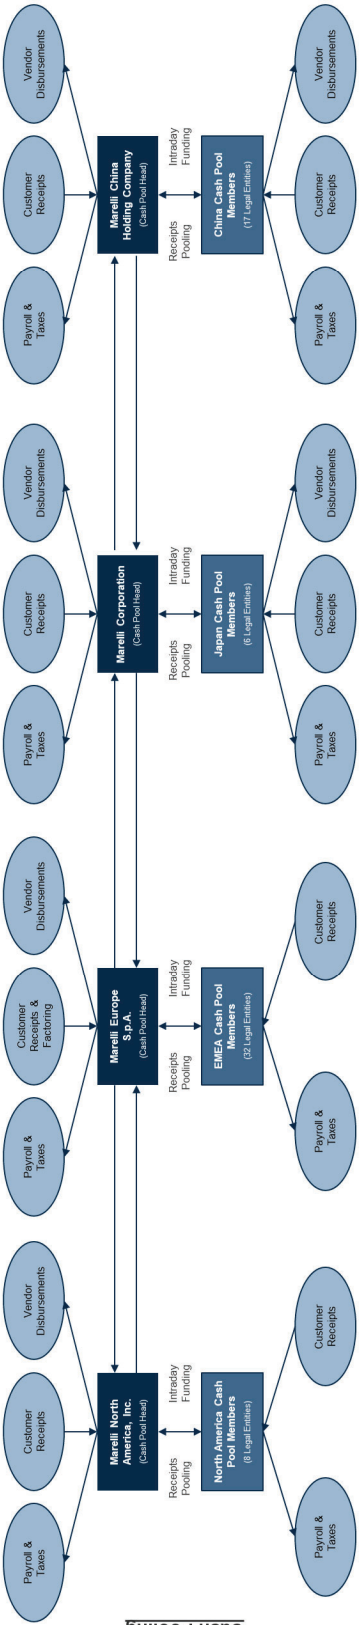 Payroll &
Taxes
Customer
Receipts
Vendor
Disbursements
Marelli North
America, Inc.
(Cash Pool Head)
Receipts
Pooling
Intraday
Funding
North America Cash
Pool Members
(8 Legal Entities)
Payroll &
Taxes
Customer
Receipts
Payroll &
Taxes
Customer
Receipts &
Factoring
Vendor
Disbursements
Marelli Europe
S.p.A.
(Cash Pool Head)
Receipts
Pooling
Intraday
Funding
EMEA Cash Pool
Members
(32 Legal Entities)
Payroll &
Taxes
Customer
Receipts
Payroll &
Taxes
Customer
Receipts
Vendor
Disbursements
Marelli Corporation
(Cash Pool Head)
Receipts
Pooling
Intraday
Funding
Japan Cash Pool
Members
(6 Legal Entities)
Payroll &
Taxes
Customer
Receipts
Vendor
Disbursements
Payroll &
Taxes
Customer
Receipts
Vendor
Disbursements
Marelli China
Holding Company
(Cash Pool Head)
Receipts
Pooling
Intraday
Funding
China Cash Pool
Members
(17 Legal Entities)
Payroll &
Taxes
Customer
Receipts
Vendor
Disbursements